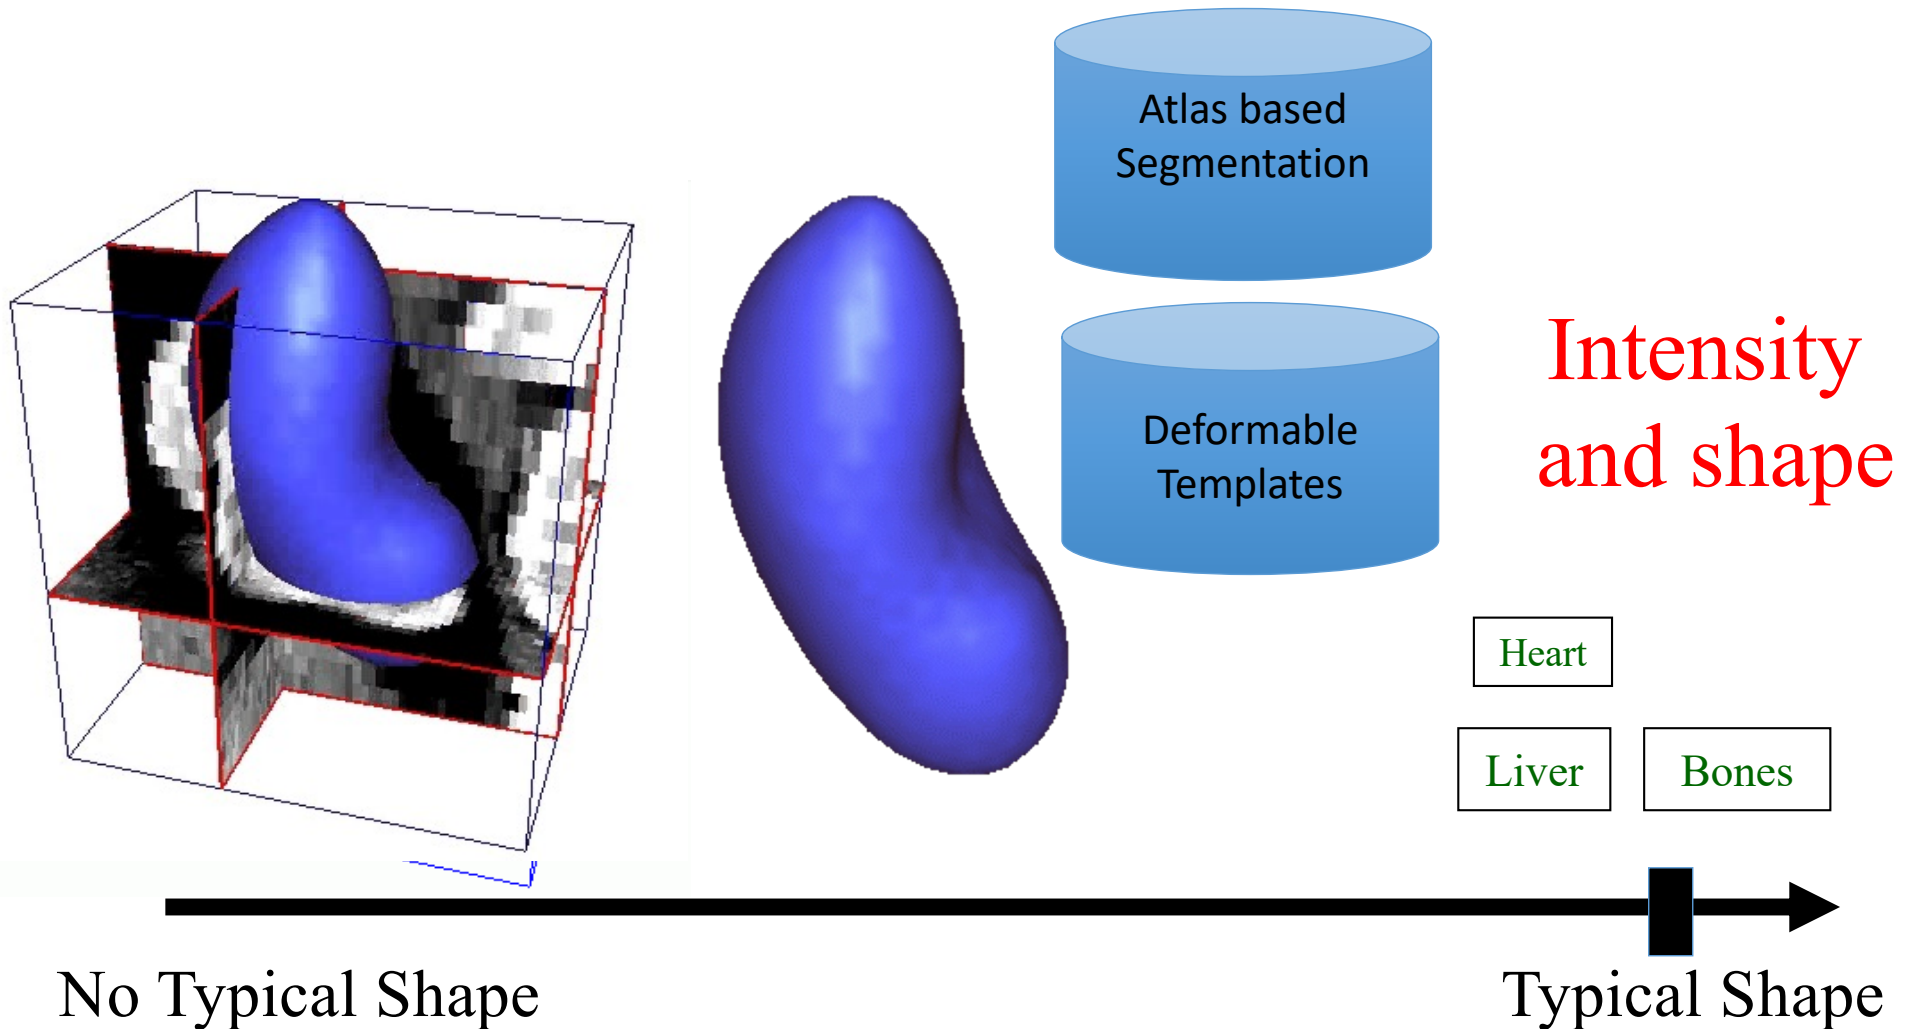 Atlas based
Segmentation
Deformable
Templates
Intensity
and shape
Heart
Liver
Bones
No Typical Shape
Typical Shape